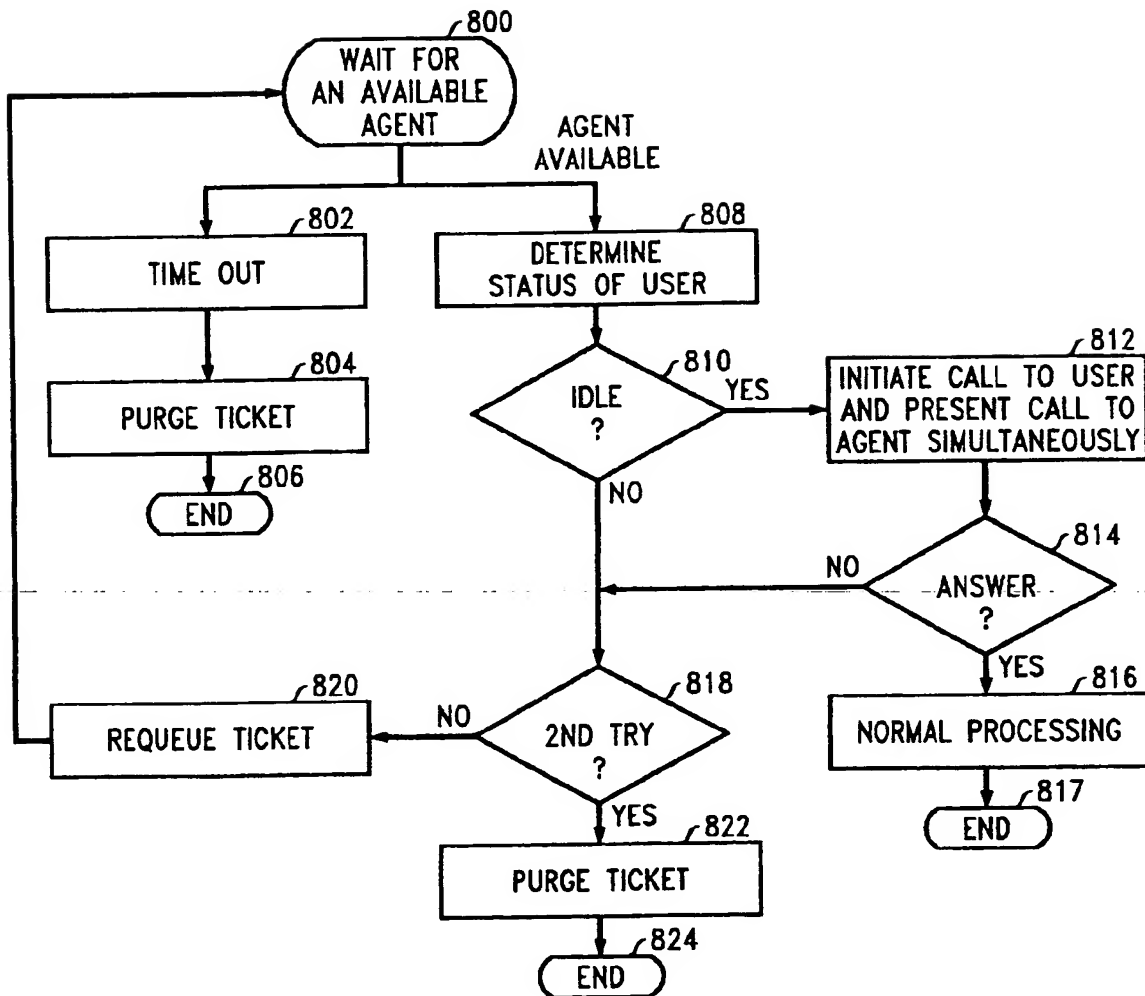 800
WAIT FOR
AN AVAILABLE
AGENT
AGENT
AVAILABLE
802
TIME OUT
808
DETERMINE
STATUS OF USER
804
PURGE TICKET
806
END
810
IDLE
?
YES
NO
812
INITIATE CALL TO USER
AND PRESENT CALL TO
AGENT SIMULTANEOUSLY
814
ANSWER
?
NO
YES
816
NORMAL PROCESSING
817
END
818
2ND TRY
?
NO
YES
820
REQUEUE TICKET
822
PURGE TICKET
824
END